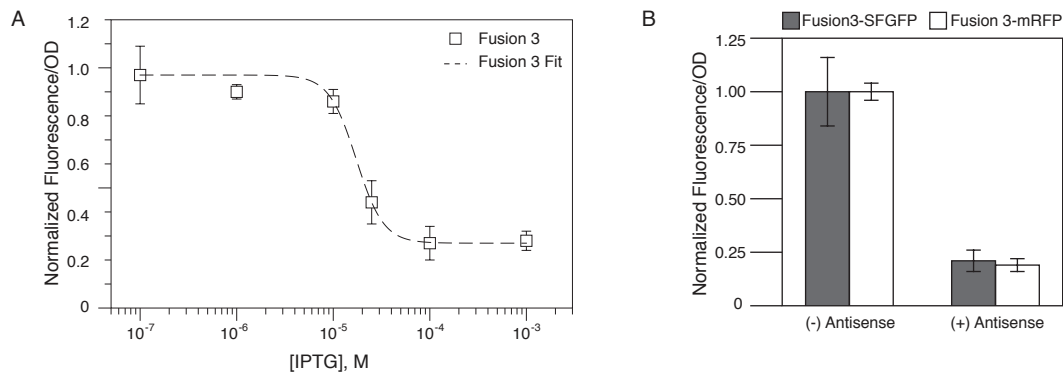 A
Normalized Fluorescence/OD
1.2
1.0
0.8
0.6
0.4
0.2
0
Fusion 3
Fusion 3 Fit
10-7
10-6
10-5
10-4
10-3
[IPTG], M
B
Fusion3-SFGFP
Fusion 3-mRFP
Normalized Fluorescence/OD
1.25
1.00
0.75
0.50
0.25
0
(-) Antisense
(+) Antisense